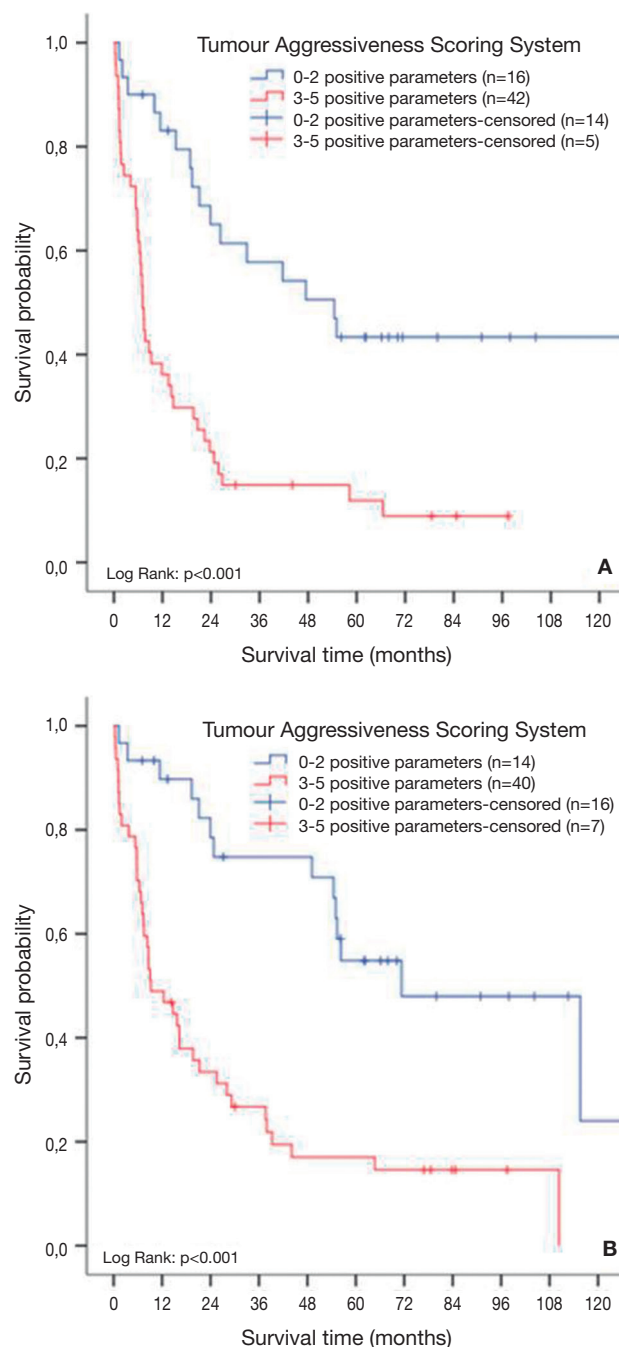 Tumour Aggressiveness Scoring System
0-2 positive parameters (n=16)
3-5 positive parameters (n=42)
0-2 positive parameters-censored (n=14)
3-5 positive parameters-censored (n=5)
Survival probability
1,0
0,8
0,6
0,4
0,2
0,0
Log Rank: p<0.001
A
0 12 24 36 48 60 72 84 96 108 120
Survival time (months)
Tumour Aggressiveness Scoring System
0-2 positive parameters (n=14)
3-5 positive parameters (n=40)
0-2 positive parameters-censored (n=16)
3-5 positive parameters-censored (n=7)
Survival probability
1,0
0,8
0,6
0,4
0,2
0,0
Log Rank: p<0.001
B
0 12 24 36 48 60 72 84 96 108 120
Survival time (months)